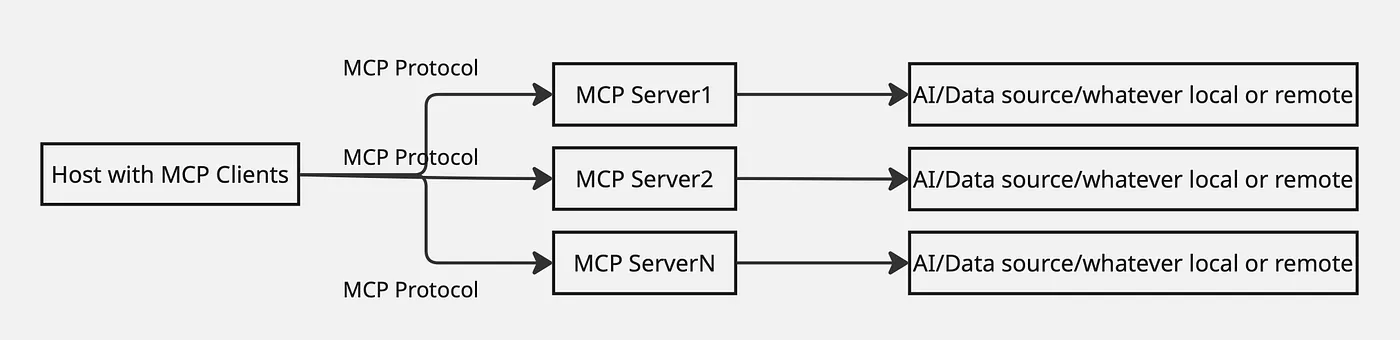 MCP Protocol
MCP Server1
AI/Data source/whatever local or remote
Host with MCP Clients
MCP Protocol
MCP Server2
AI/Data source/whatever local or remote
MCP Protocol
MCP ServerN
AI/Data source/whatever local or remote